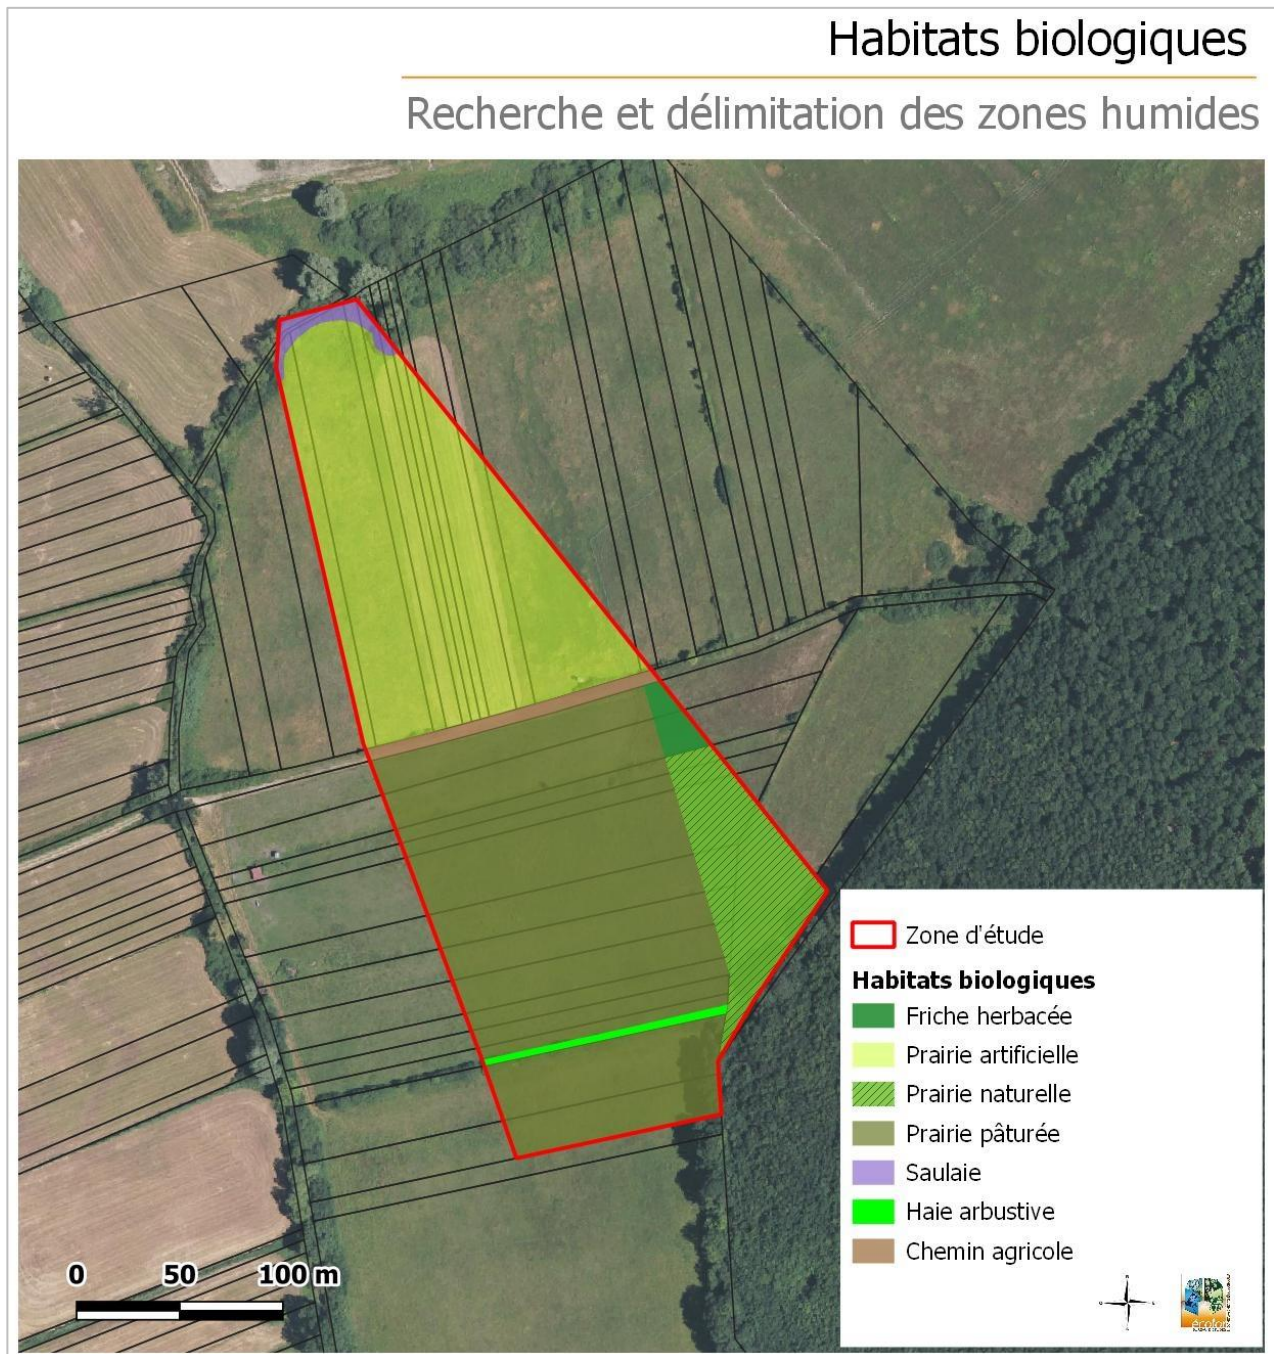 Habitats biologiques
Recherche et délimitation des zones humides
Zone d'étude
Habitats biologiques
Friche herbacée
Prairie artificielle
Prairie naturelle
Prairie pâturée
Saulaie
Haie arbustive
Chemin agricole
0 50 100 m